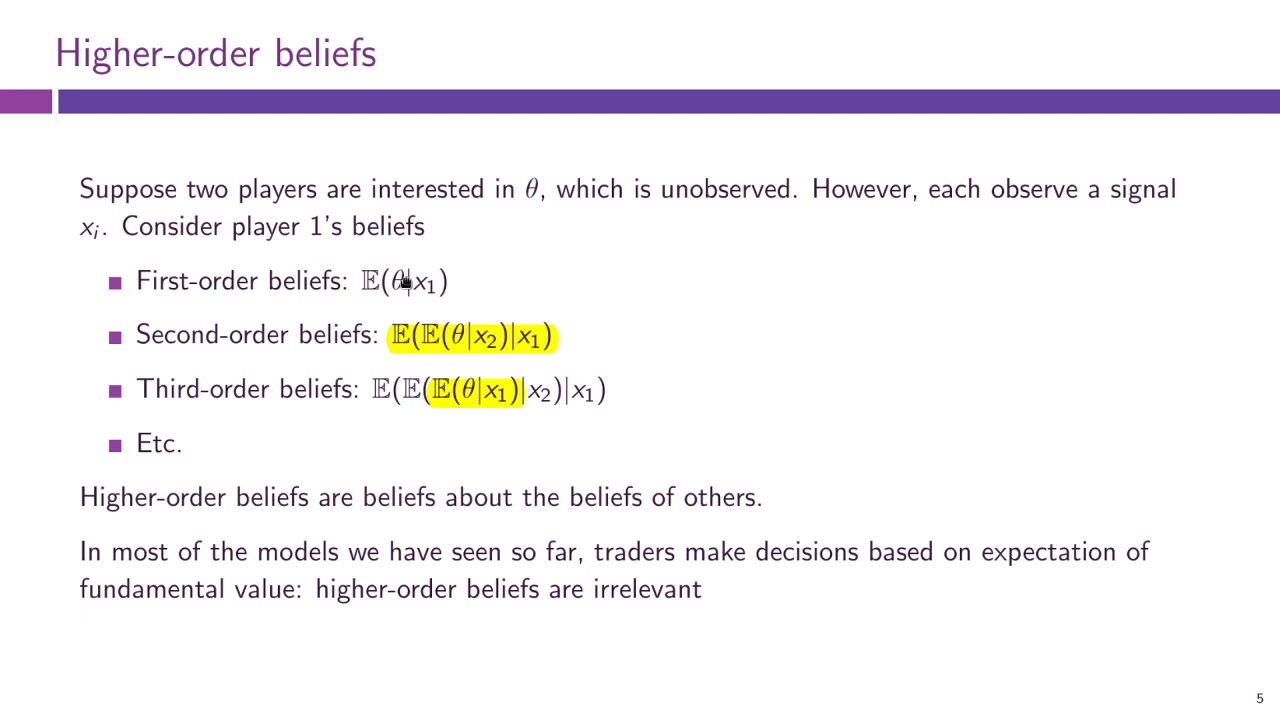 Higher-order beliefs
Suppose two players are interested in θ, which is unobserved. However, each observe a signal
xᵢ. Consider player 1's beliefs
First-order beliefs: 𝔼(θ|x₁)
Second-order beliefs: 𝔼(𝔼(θ|x₂)|x₁)
Third-order beliefs: 𝔼(𝔼(𝔼(θ|x₁)|x₂)|x₁)
Etc.
Higher-order beliefs are beliefs about the beliefs of others.
In most of the models we have seen so far, traders make decisions based on expectation of
fundamental value: higher-order beliefs are irrelevant
5